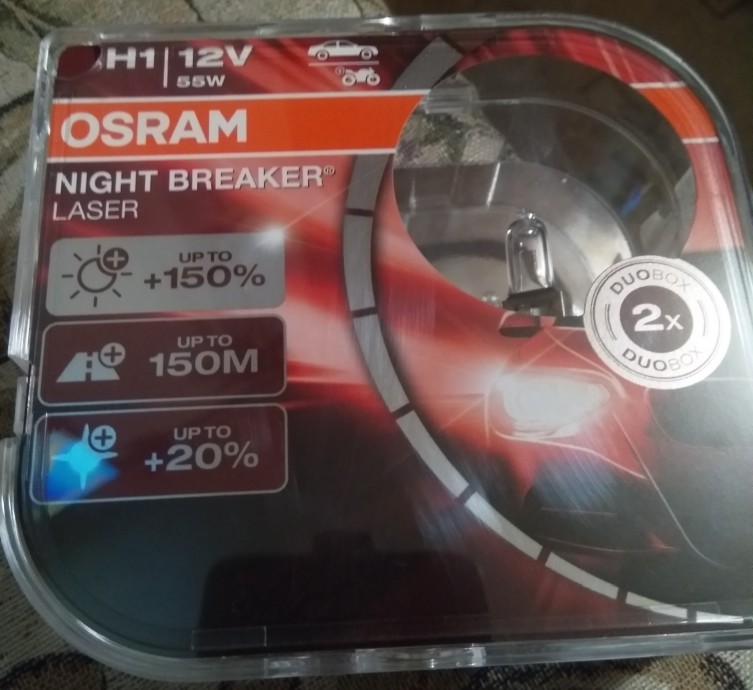 H1 | 12V
55W
OSRAM
NIGHT BREAKER®
LASER
UP TO
+150%
UP TO
150M
UP TO
+20%
DUOBOX
2x
DUOBOX